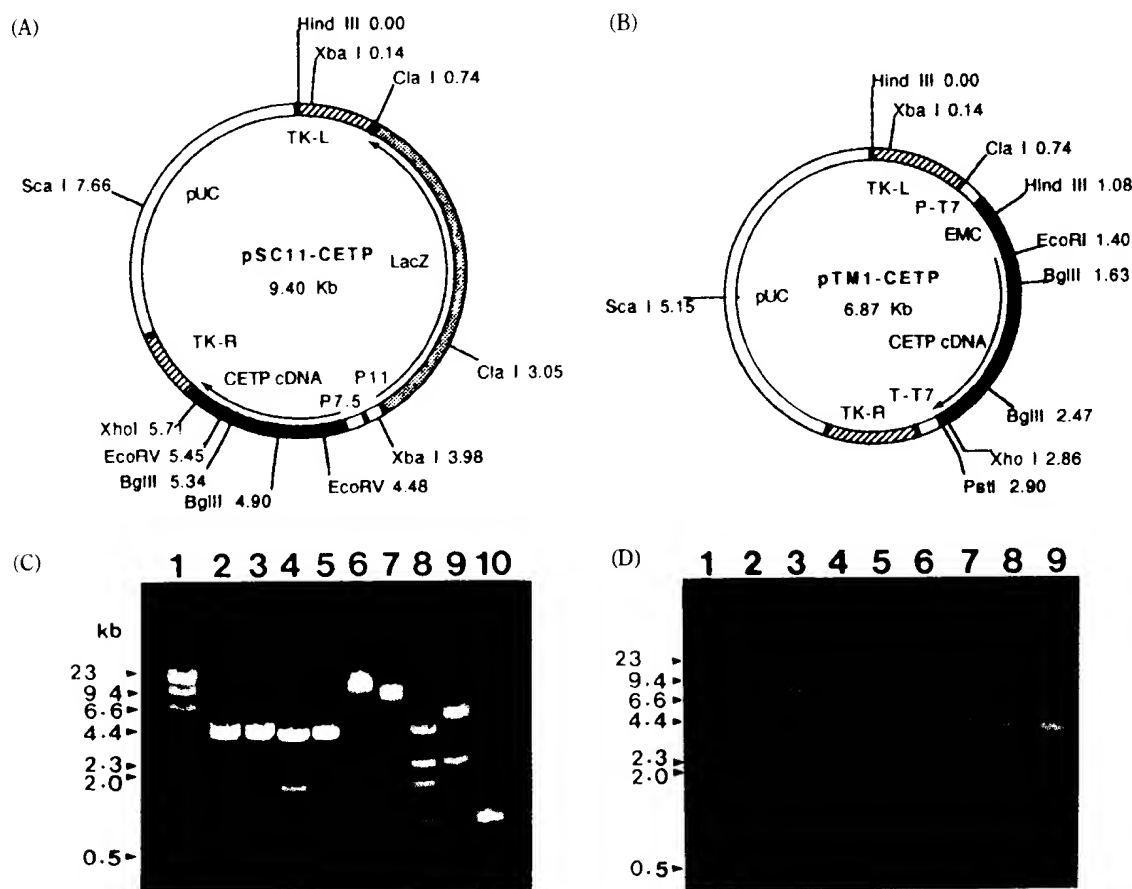 (A)
Hind III 0.00
Xba I 0.14
Cla I 0.74
TK-L
Sca I 7.66
pUC
pSC11-CETP
9.40 Kb
LacZ
TK-R
CETP cDNA
P11
P7.5
Cla I 3.05
XhoI 5.71
EcoRV 5.45
BglII 5.34
BglII 4.90
EcoRV 4.48
Xba I 3.98
(B)
Hind III 0.00
Xba I 0.14
Cla I 0.74
TK-L
P-T7
Hind III 1.08
EMC
EcoRI 1.40
BglII 1.63
Sca I 5.15
pUC
pTM1-CETP
6.87 Kb
CETP cDNA
T-T7
TK-R
BglII 2.47
Xho I 2.86
PstI 2.90
(C)
1 2 3 4 5 6 7 8 9 10
kb
23
9 4
6.6
4.4
2.3
2.0
0.5
(D)
1 2 3 4 5 6 7 8 9
23
9.4
6.6
4.4
2.3
2.0
0.5